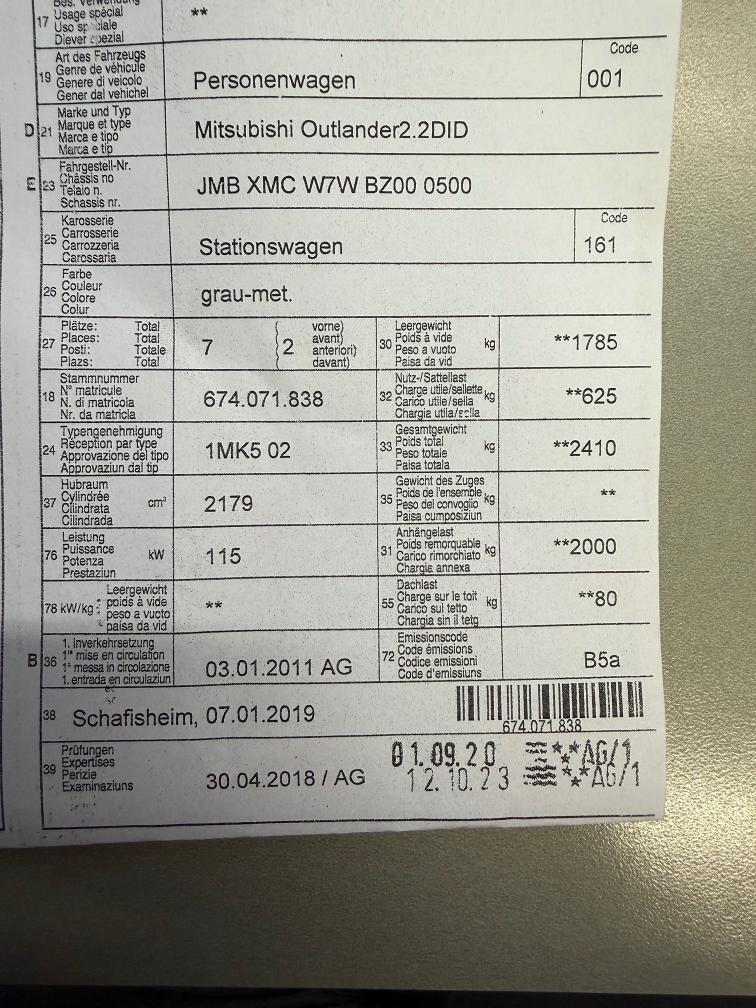 17 Usage spécial **
Uso speciale
Diever spezial
Art des Fahrzeugs Code
19 Genre de véhicule Personenwagen 001
Genere di veicolo
Gener dal vehichel
Marke und Typ
D 21 Marque et type Mitsubishi Outlander2.2DID
Marca e tipo
Marca e tip
Fahrgestell-Nr.
E 23 Châssis no JMB XMC W7W BZ00 0500
Telaio n.
Schassis nr.
Karosserie Code
25 Carrosserie Stationswagen 161
Carrozzeria
Carossaria
Farbe
26 Couleur grau-met.
Colore
Colur
Plätze: Total vorne) Leergewicht
27 Places: Total 7 ( 2 avant) 30 Poids à vide kg **1785
Posti: Totale anteriori) Peso a vuoto
Plazs: Total davant) Paisa da vid
Stammnummer Nutz-/Sattellast
18 N° matricule 674.071.838 32 Charge utile/sellette kg **625
N. di matricola Carico utile/sella
Nr. da matricla Chargia utila/sella
Typengenehmigung Gesamtgewicht
24 Réception par type 1MK5 02 33 Poids total kg **2410
Approvazione del tipo Peso totale
Approvaziun dal tip Paisa totala
Hubraum Gewicht des Zuges
37 Cylindrée cm³ 2179 35 Poids de l'ensemble kg **
Cilindrata Peso del convoglio
Cilindrada Paisa cumposiziun
Leistung Anhängelast
76 Puissance kW 115 31 Poids remorquable kg **2000
Potenza Carico rimorchiato
Prestaziun Chargia annexa
Leergewicht Dachlast
78 kW/kg: poids à vide ** 55 Charge sur le toit kg **80
peso a vucto Carico sul tetto
paisa da vid Chargia sin il tetg
1. Inverkehrsetzung Emissionscode
B 36 1re mise en circulation 03.01.2011 AG 72 Code émissions B5a
1a messa in circolazione Codice emissioni
1. entrada en circulaziun Code d'emissiuns
38 Schafisheim, 07.01.2019
674.071.838
Prüfungen 01.09.20 AG/1
39 Expertises 30.04.2018 / AG 12.10.23 AG/1
Perizie
Examinaziuns